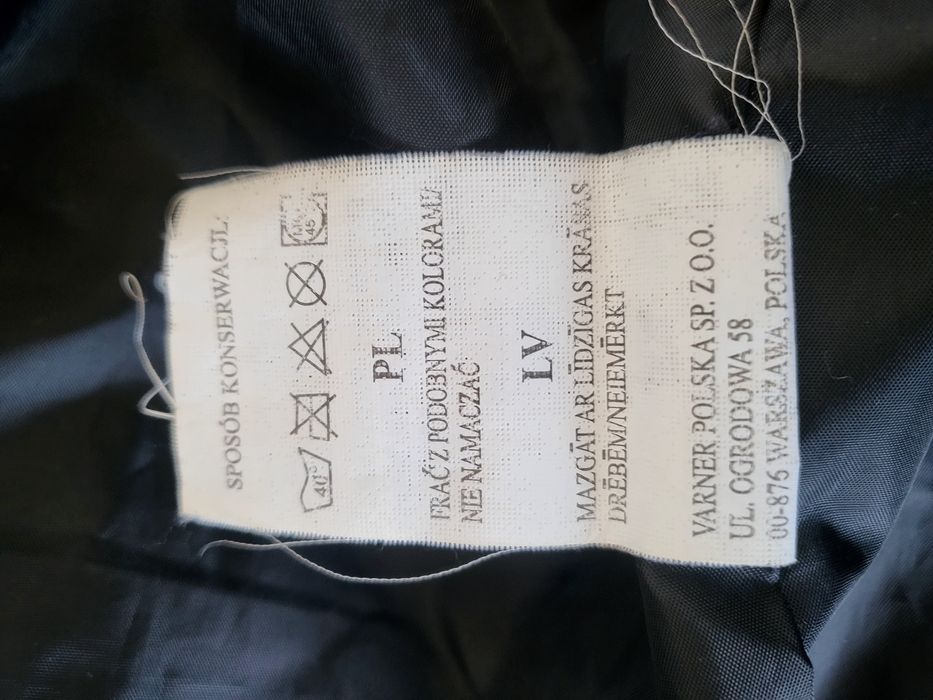 SPOSÓB KONSERWACJI:
40°
PL
PRAĆ Z PODOBNYMI KOLORAMI/
NIE NAMACZAĆ
LV
MAZGĀT AR LĪDZĪGAS KRĀSAS
DRĒBĒM/NEIEMĒRKT
VARNER POLSKA SP. Z O.O.
UL. OGRODOWA 58
00-876 WARSZAWA, POLSKA